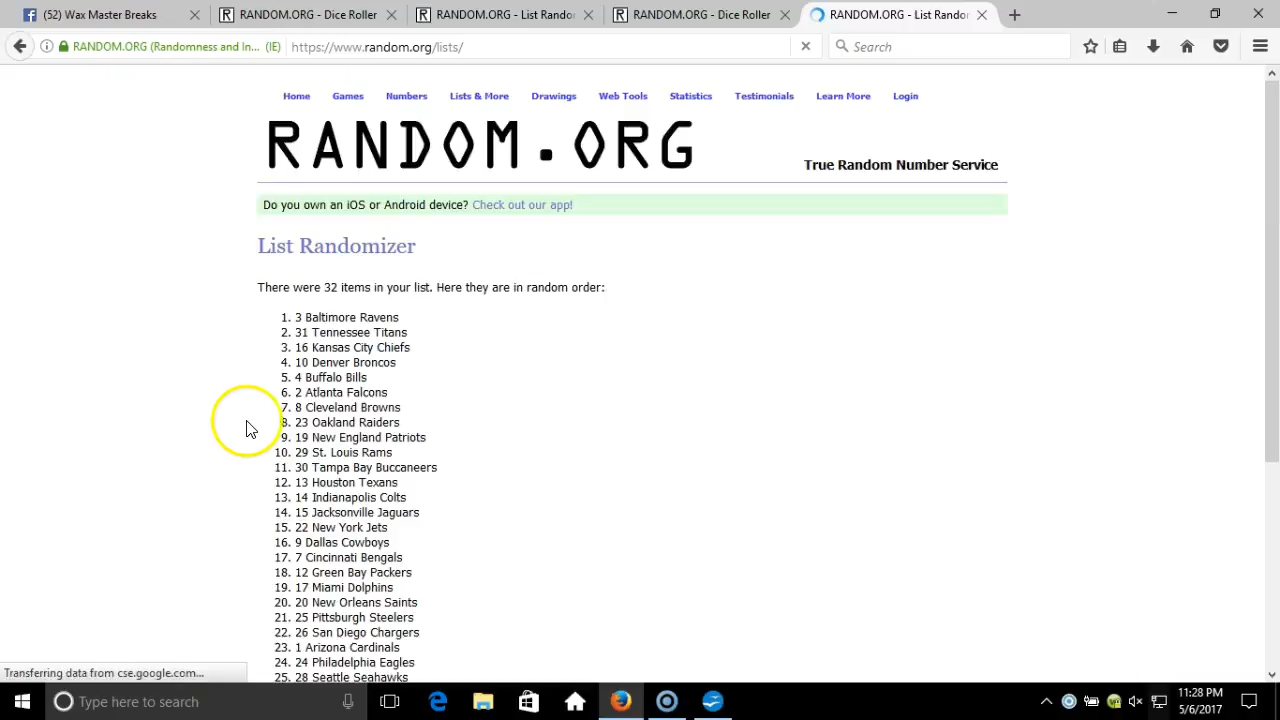 (52) Wax Master Breaks
RANDOM.ORG - Dice Roller
RANDOM.ORG - List Rando
RANDOM.ORG - Dice Roller
RANDOM.ORG - List Rando
RANDOM.ORG (Randomness and In... (IE)
https://www.random.org/lists/
Search
Home Games Numbers Lists & More Drawings Web Tools Statistics Testimonials Learn More Login
RANDOM.ORG
True Random Number Service
Do you own an iOS or Android device? Check out our app!
List Randomizer
There were 32 items in your list. Here they are in random order:
1. 3 Baltimore Ravens
2. 31 Tennessee Titans
3. 16 Kansas City Chiefs
4. 10 Denver Broncos
5. 4 Buffalo Bills
6. 2 Atlanta Falcons
7. 8 Cleveland Browns
8. 23 Oakland Raiders
9. 19 New England Patriots
10. 29 St. Louis Rams
11. 30 Tampa Bay Buccaneers
12. 13 Houston Texans
13. 14 Indianapolis Colts
14. 15 Jacksonville Jaguars
15. 22 New York Jets
16. 9 Dallas Cowboys
17. 7 Cincinnati Bengals
18. 12 Green Bay Packers
19. 17 Miami Dolphins
20. 20 New Orleans Saints
21. 25 Pittsburgh Steelers
22. 26 San Diego Chargers
23. 1 Arizona Cardinals
24. 24 Philadelphia Eagles
25. 28 Seattle Seahawks
Transferring data from cse.google.com...
Type here to search
11:28 PM
5/6/2017